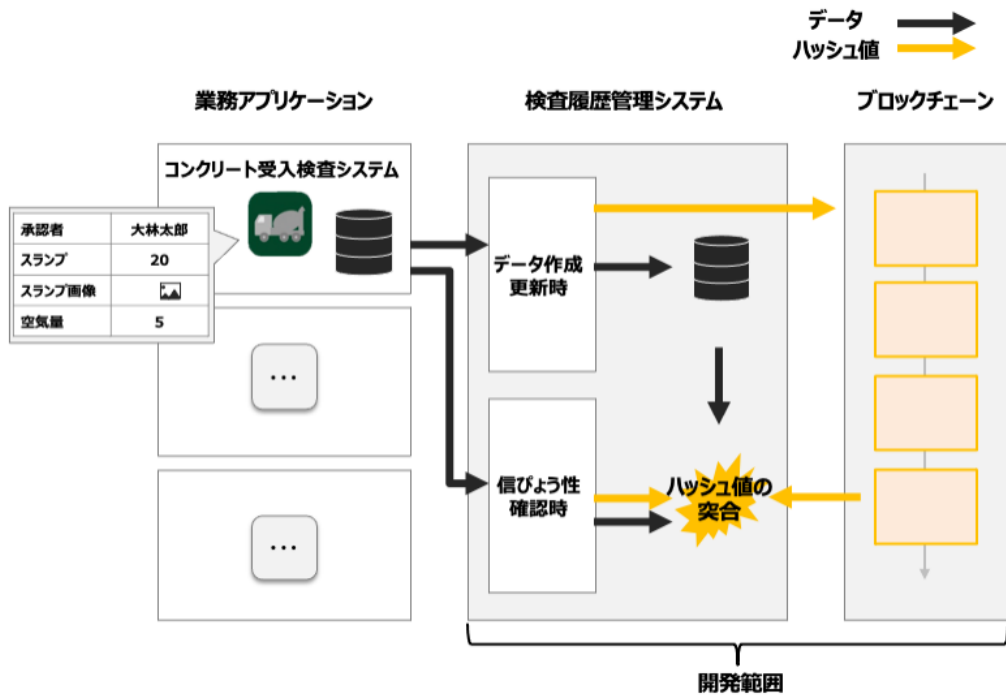 データ
ハッシュ値
業務アプリケーション
検査履歴管理システム
ブロックチェーン
コンクリート受入検査システム
承認者 大林太郎
スランプ 20
スランプ画像
空気量 5
データ作成
更新時
...
信ぴょう性
確認時
ハッシュ値の
突合
...
開発範囲